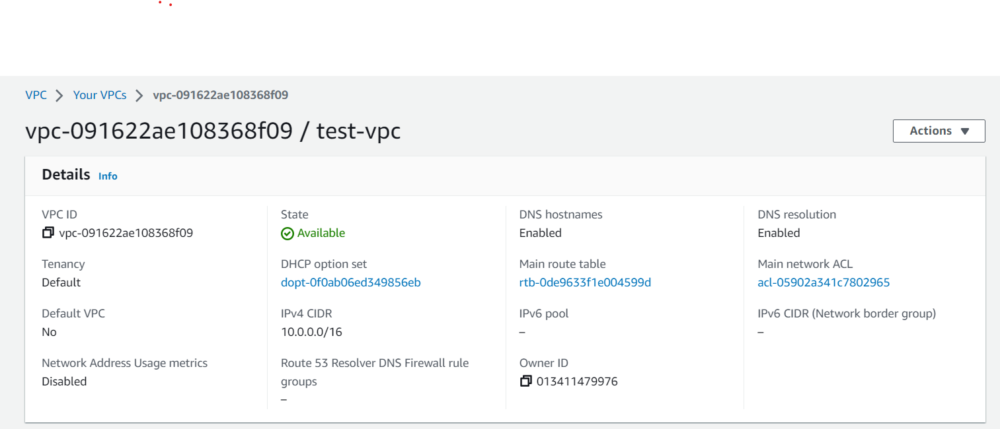 VPC > Your VPCs > vpc-091622ae108368f09
vpc-091622ae108368f09 / test-vpc
Actions ▼
Details Info
VPC ID
vpc-091622ae108368f09
State
Available
DNS hostnames
Enabled
DNS resolution
Enabled
Tenancy
Default
DHCP option set
dopt-0f0ab06ed349856eb
Main route table
rtb-0de9633f1e004599d
Main network ACL
acl-05902a341c7802965
Default VPC
No
IPv4 CIDR
10.0.0.0/16
IPv6 pool
–
IPv6 CIDR (Network border group)
–
Network Address Usage metrics
Disabled
Route 53 Resolver DNS Firewall rule
groups
–
Owner ID
013411479976